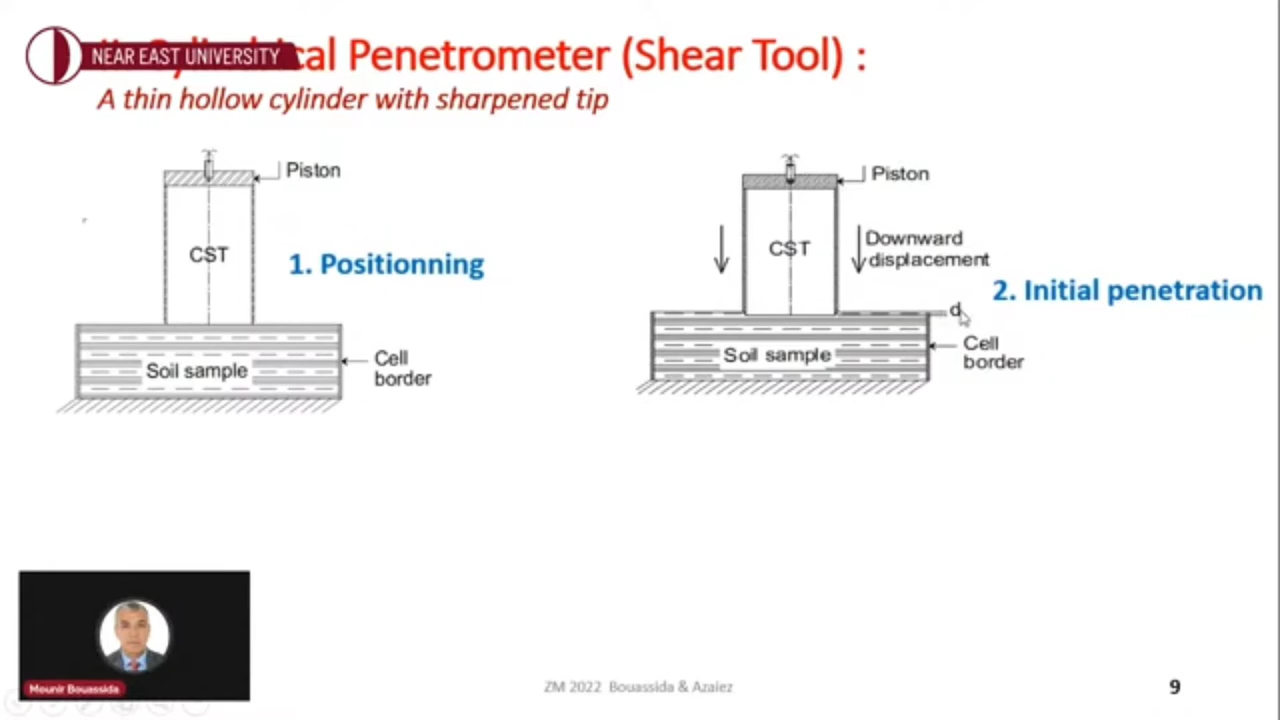 NEAR EAST UNIVERSITY
Penetrometer (Shear Tool) :
A thin hollow cylinder with sharpened tip
Piston
CST
1. Positionning
Soil sample
Cell
border
Piston
CST
Downward
displacement
2. Initial penetration
d
Soil sample
Cell
border
Mounir Bouassida
ZM 2022 Bouassida & Azaiez
9